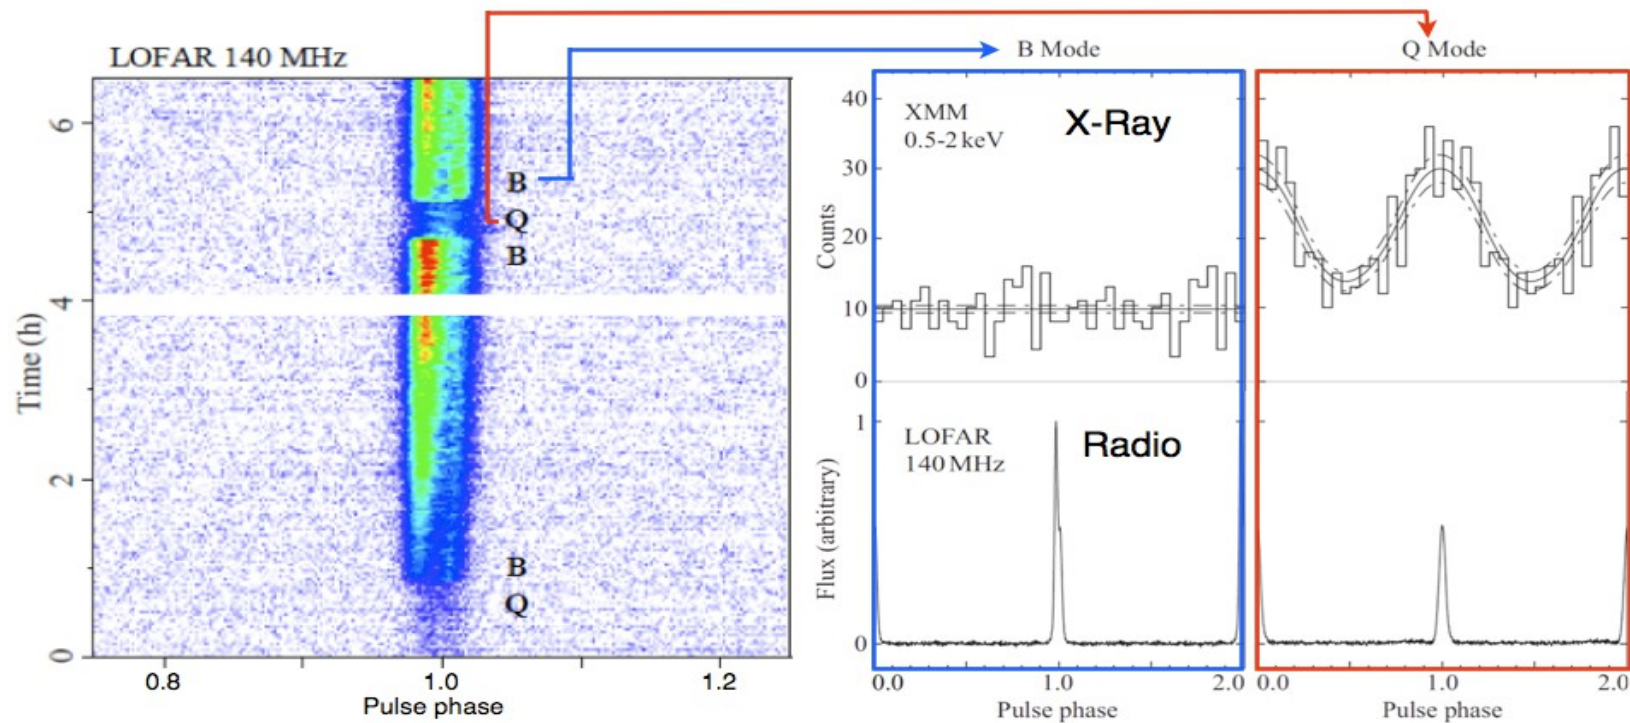 LOFAR 140 MHz
Time (h)
6
4
2
0
B
Q
B
B
Q
0.8
1.0
1.2
Pulse phase
B Mode
Q Mode
XMM
0.5-2 keV
X-Ray
Counts
40
30
20
10
0
LOFAR
140 MHz
Radio
Flux (arbitrary)
1
0
0.0
1.0
2.0
0.0
1.0
2.0
Pulse phase
Pulse phase